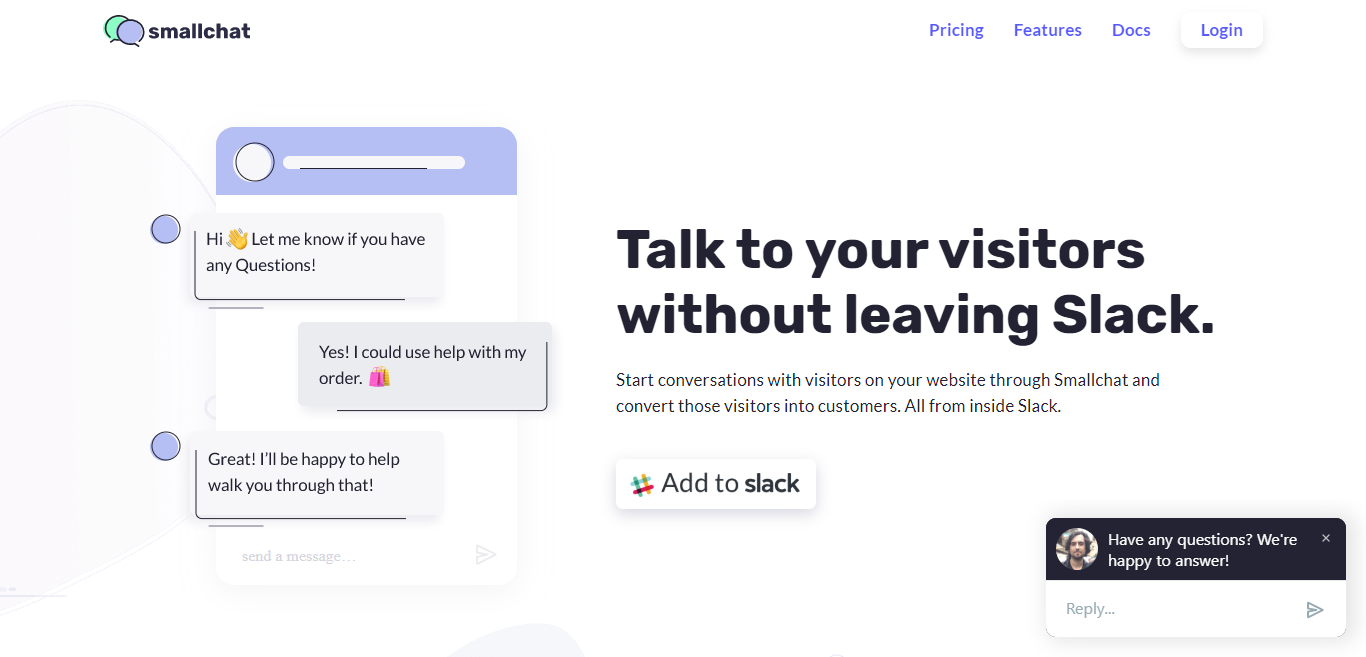 smallchat
Pricing
Features
Docs
Login
Hi 👋 Let me know if you have
any Questions!
Yes! I could use help with my
order. 🛍️
Great! I’ll be happy to help
walk you through that!
send a message…
Talk to your visitors
without leaving Slack.
Start conversations with visitors on your website through Smallchat and
convert those visitors into customers. All from inside Slack.
Add to slack
Have any questions? We're
happy to answer!
×
Reply...